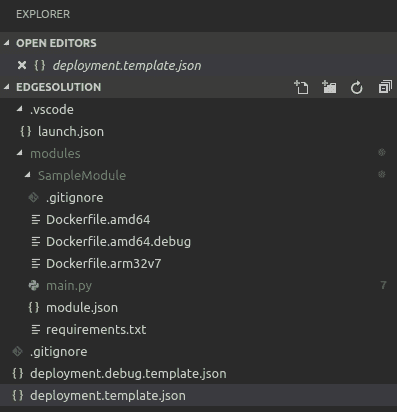 EXPLORER
OPEN EDITORS
{ } deployment.template.json
EDGESOLUTION
.vscode
{ } launch.json
modules
SampleModule
.gitignore
Dockerfile.amd64
Dockerfile.amd64.debug
Dockerfile.arm32v7
main.py 7
{ } module.json
requirements.txt
.gitignore
{ } deployment.debug.template.json
{ } deployment.template.json